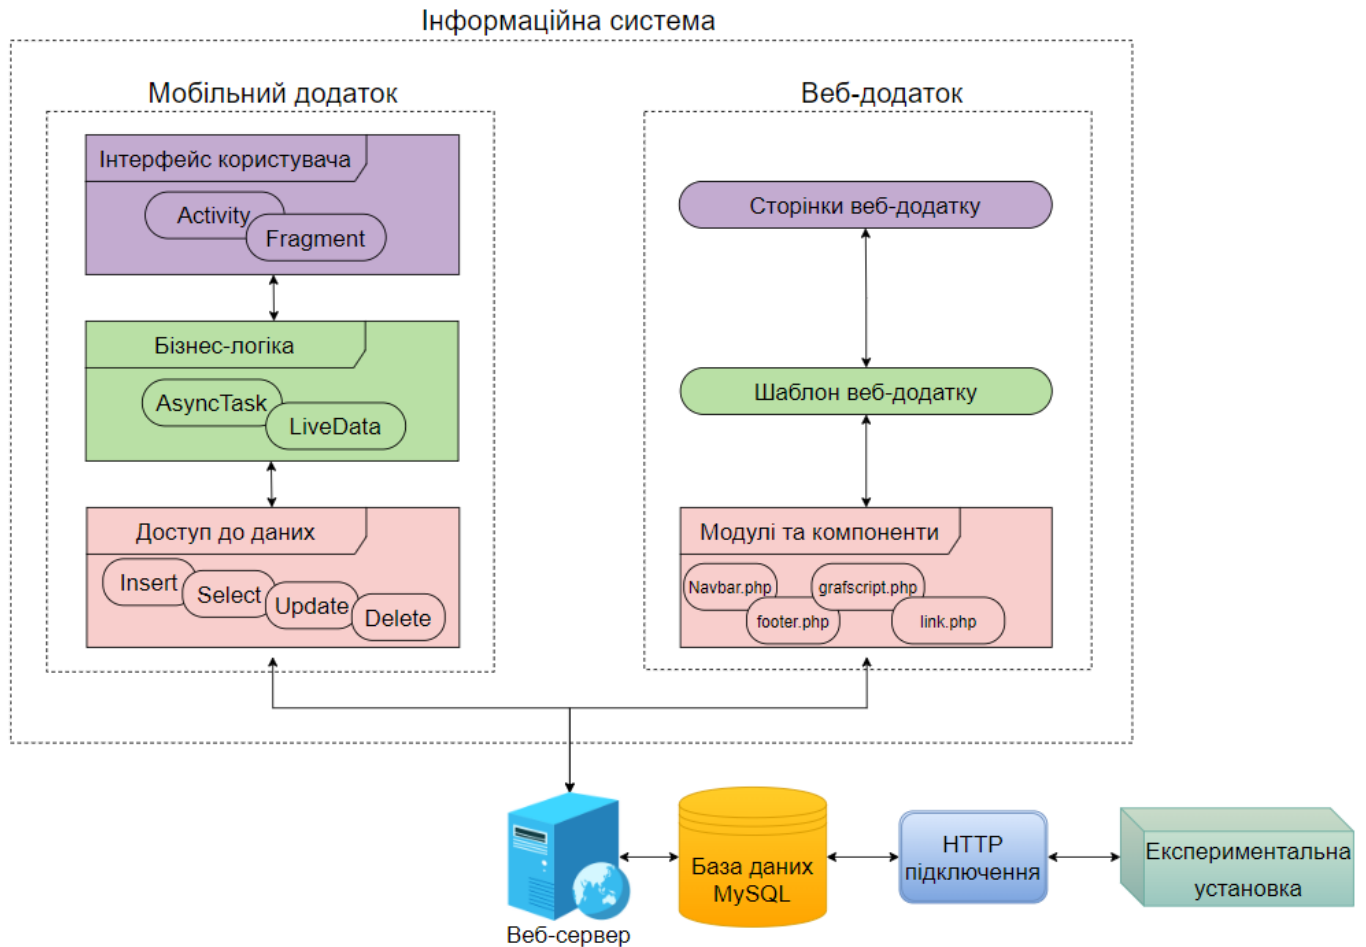 Інформаційна система
Мобільний додаток
Інтерфейс користувача
Activity
Fragment
Бізнес-логіка
AsyncTask
LiveData
Доступ до даних
Insert
Select
Update
Delete
Веб-додаток
Сторінки веб-додатку
Шаблон веб-додатку
Модулі та компоненти
Navbar.php
grafscript.php
footer.php
link.php
Веб-сервер
База даних
MySQL
HTTP
підключення
Експериментальна
установка